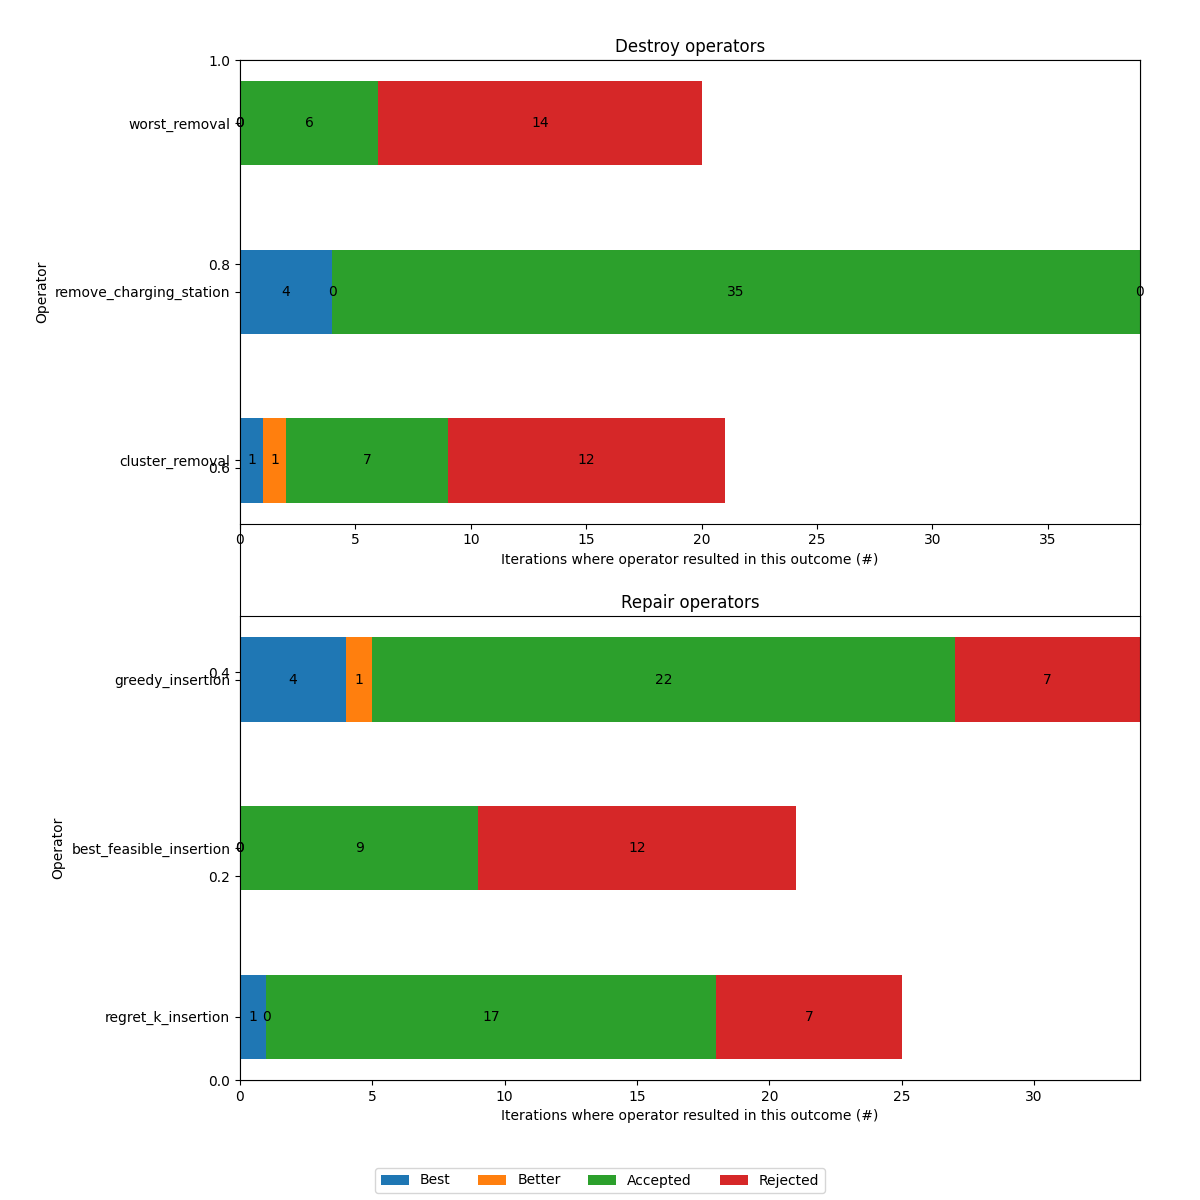 Destroy operators
1.0
worst_removal 0 0 6 14
0.8
Operator
remove_charging_station 4 0 35 0
cluster_removal 1 1 7 12
0.6
0 5 10 15 20 25 30 35
Iterations where operator resulted in this outcome (#)
Repair operators
0.4
greedy_insertion 4 1 22 7
Operator
best_feasible_insertion 0 0 9 12
0.2
regret_k_insertion 1 0 17 7
0.0
0 5 10 15 20 25 30
Iterations where operator resulted in this outcome (#)
Best Better Accepted Rejected